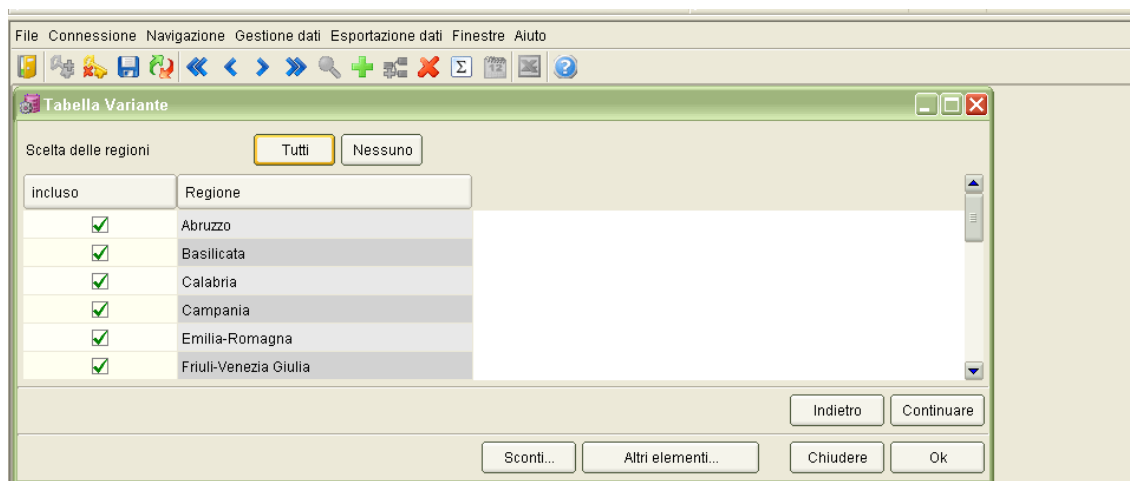 File Connessione Navigazione Gestione dati Esportazione dati Finestre Aiuto
Σ 12 ?
Tabella Variante
Scelta delle regioni Tutti Nessuno
incluso Regione
Abruzzo
Basilicata
Calabria
Campania
Emilia-Romagna
Friuli-Venezia Giulia
Indietro Continuare
Sconti... Altri elementi... Chiudere Ok